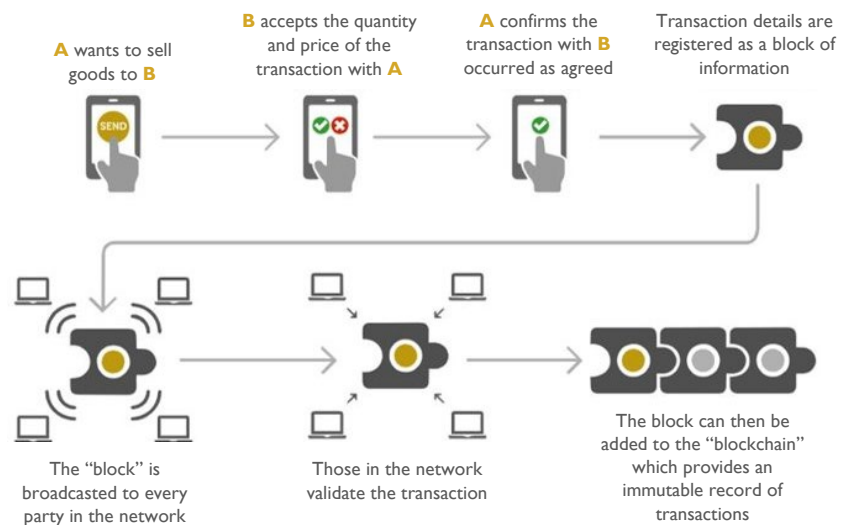 A wants to sell
goods to B
B accepts the quantity
and price of the
transaction with A
A confirms the
transaction with B
occurred as agreed
Transaction details are
registered as a block of
information
SEND
The “block” is
broadcasted to every
party in the network
Those in the network
validate the transaction
The block can then be
added to the “blockchain”
which provides an
immutable record of
transactions